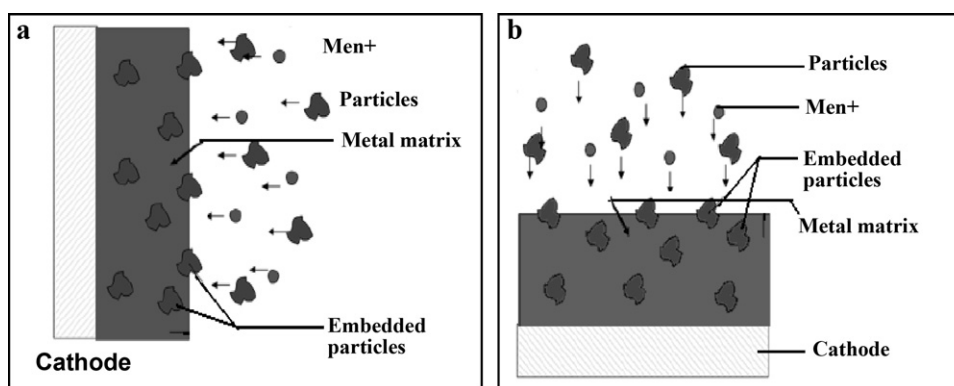 a
Men+
Particles
Metal matrix
Embedded
particles
Cathode
b
Particles
Men+
Embedded
particles
Metal matrix
Cathode